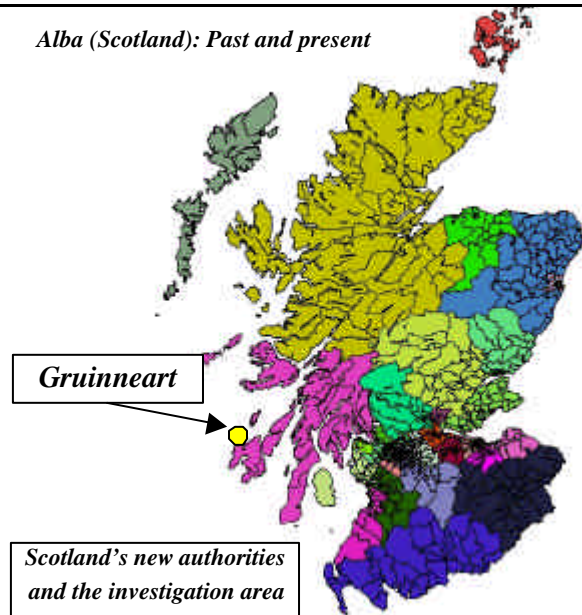 Alba (Scotland): Past and present
Gruinneart
Scotland's new authorities
and the investigation area